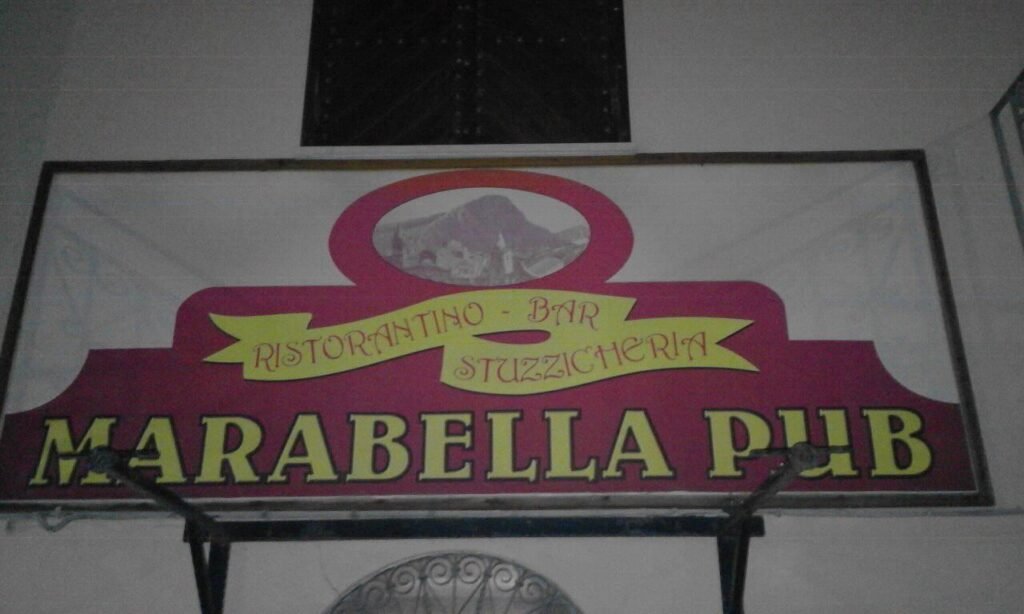 RISTORANTINO - BAR
STUZZICHERIA
MARABELLA PUB